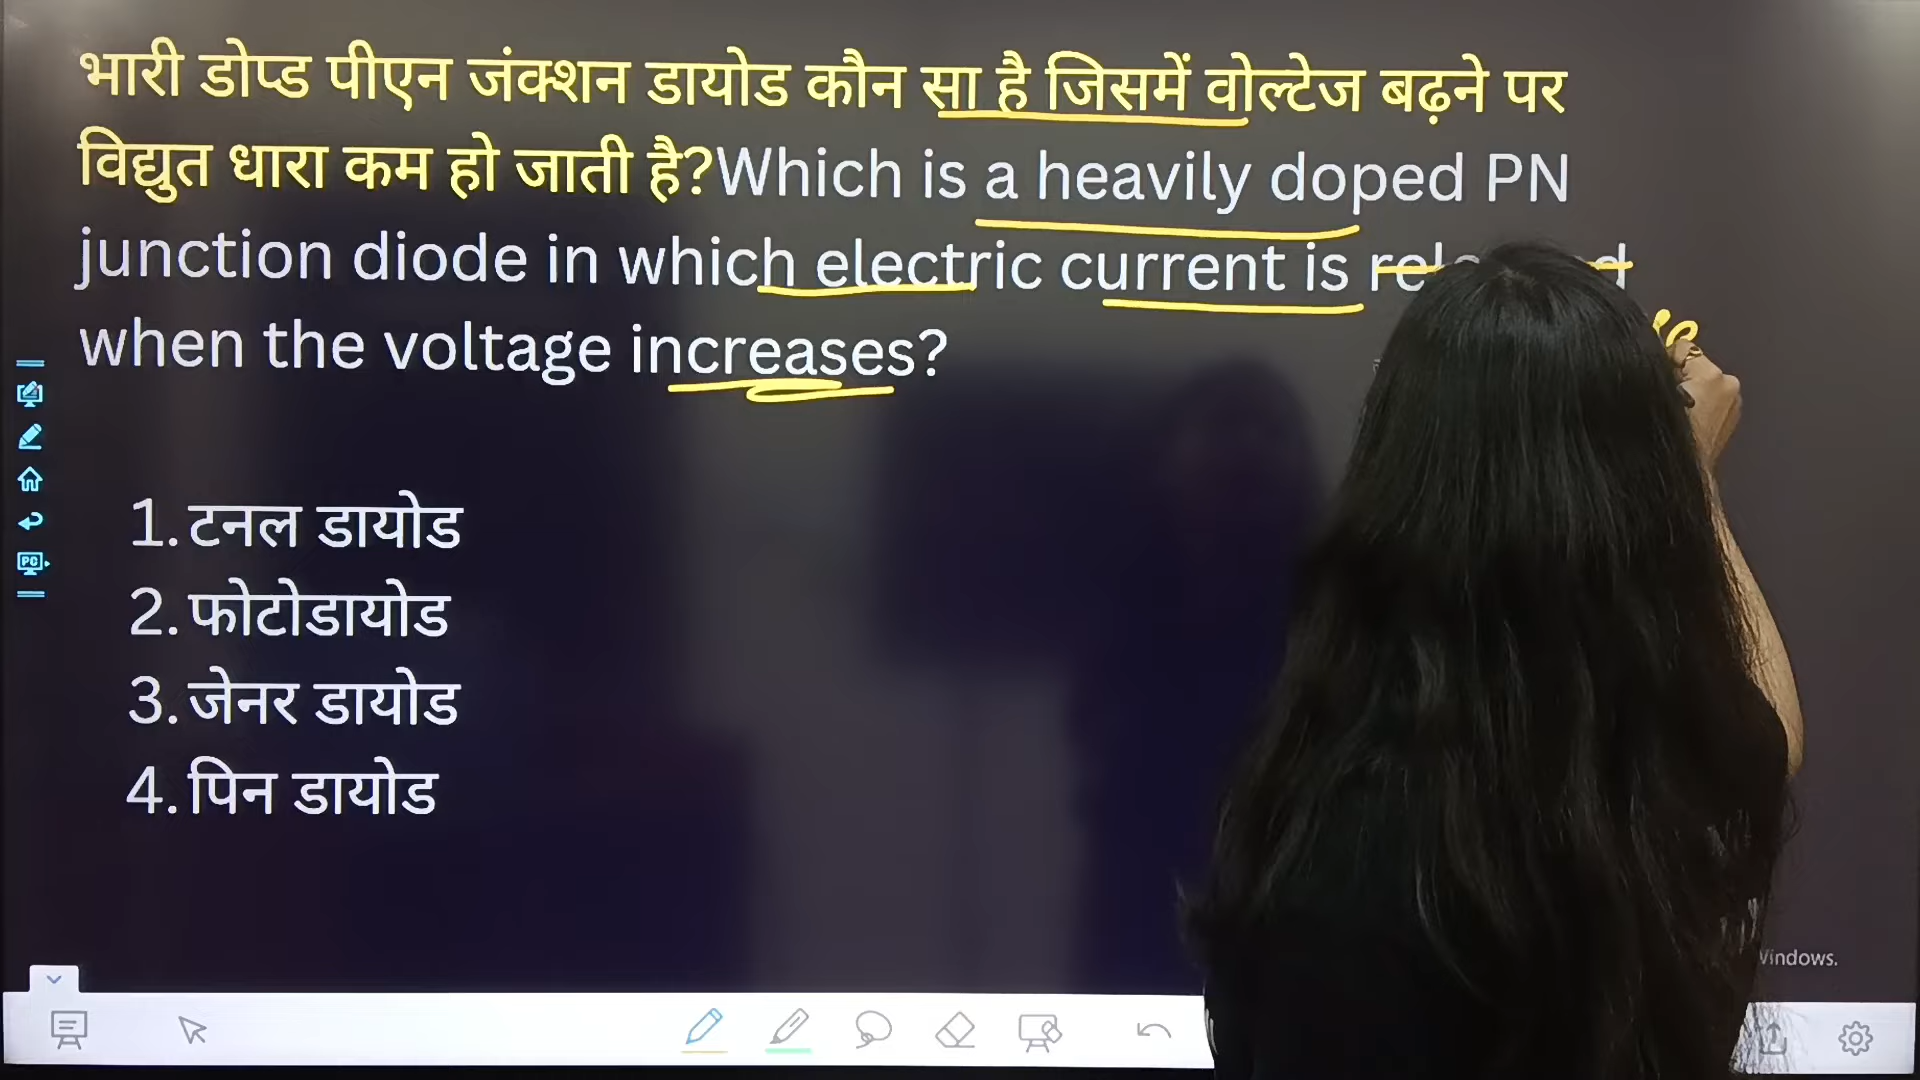 भारी डोप्ड पीएन जंक्शन डायोड कौन सा है जिसमें वोल्टेज बढ़ने पर
विद्युत धारा कम हो जाती है?Which is a heavily doped PN
junction diode in which electric current is
when the voltage increases?
1. टनल डायोड
2. फोटोडायोड
3. जेनर डायोड
4. पिन डायोड
PC
Windows.